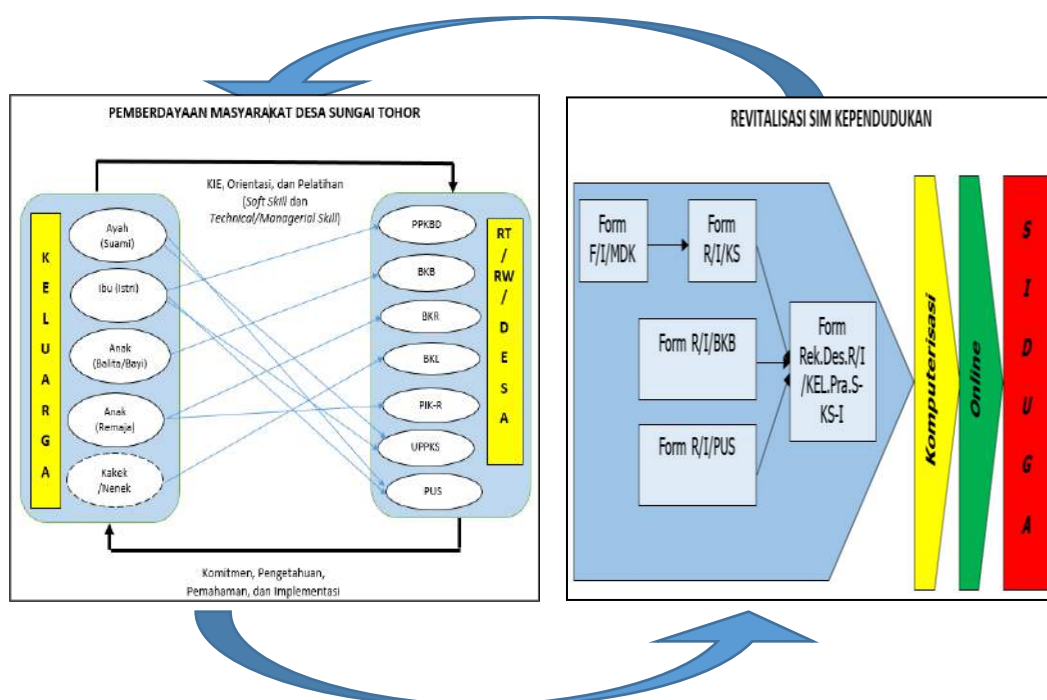 PEMBERDAYAAN MASYARAKAT DESA SUNGAI TOHOR
KIE, Orientasi, dan Pelatihan
(Soft Skill dan
Technical/Managerial Skill)
KELUARGA
Ayah
(Suami)
Ibu (Istri)
Anak
(Balita/Bayi)
Anak
(Remaja)
Kakek
/Nenek
PPKBD
BKB
BKR
BKL
PIK-R
UPPKS
PUS
RT
/
RW
/
DESA
Komitmen, Pengetahuan,
Pemahaman, dan Implementasi
REVITALISASI SIM KEPENDUDUKAN
Form
F/I/MDK
Form
R/I/KS
Form R/I/BKB
Form R/I/PUS
Form
Rek.Des.R/I
/KEL.Pra.S-
KS-I
Komputerisasi
Online
SIDUGA